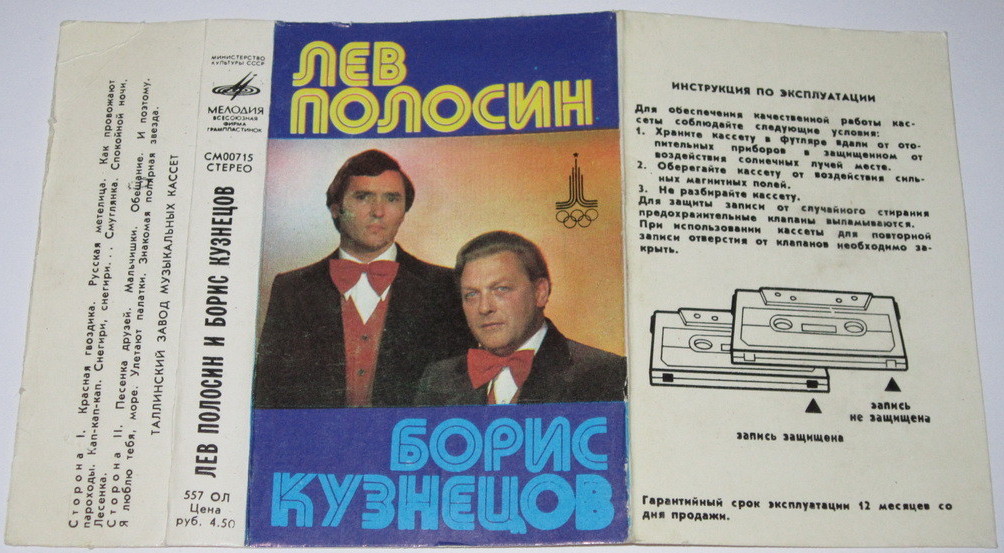 Сторона I. Красная гвоздика. Русская метелица. Как провожают
пароходы. Кап-кап-кап. Снегири, снегири... Смуглянка. Спокойной ночи.
Лесенка.
Сторона II. Песенка друзей. Мальчишки. Обещание. И поэтому.
Я люблю тебя, море. Улетают палатки. Знакомая полярная звезда.
ТАЛЛИНСКИЙ ЗАВОД МУЗЫКАЛЬНЫХ КАССЕТ
МИНИСТЕРСТВО
КУЛЬТУРЫ СССР
МЕЛОДИЯ
ВСЕСОЮЗНАЯ
ФИРМА
ГРАМПЛАСТИНОК
СМ00715
СТЕРЕО
ЛЕВ ПОЛОСИН И БОРИС КУЗНЕЦОВ
557 ОЛ
Цена
руб. 4.50
ЛЕВ
ПОЛОСИН
БОРИС
КУЗНЕЦОВ
ИНСТРУКЦИЯ ПО ЭКСПЛУАТАЦИИ
Для обеспечения качественной работы кас-
сеты соблюдайте следующие условия:
1. Храните кассету в футляре вдали от ото-
пительных приборов в защищенном от
воздействия солнечных лучей месте.
2. Оберегайте кассету от воздействия силь-
ных магнитных полей.
3. Не разбирайте кассету.
Для защиты записи от случайного стирания
предохранительные клапаны выламываются.
При использовании кассеты для повторной
записи отверстия от клапанов необходимо за-
крыть.
запись
не защищена
запись защищена
Гарантийный срок эксплуатации 12 месяцев со
дня продажи.